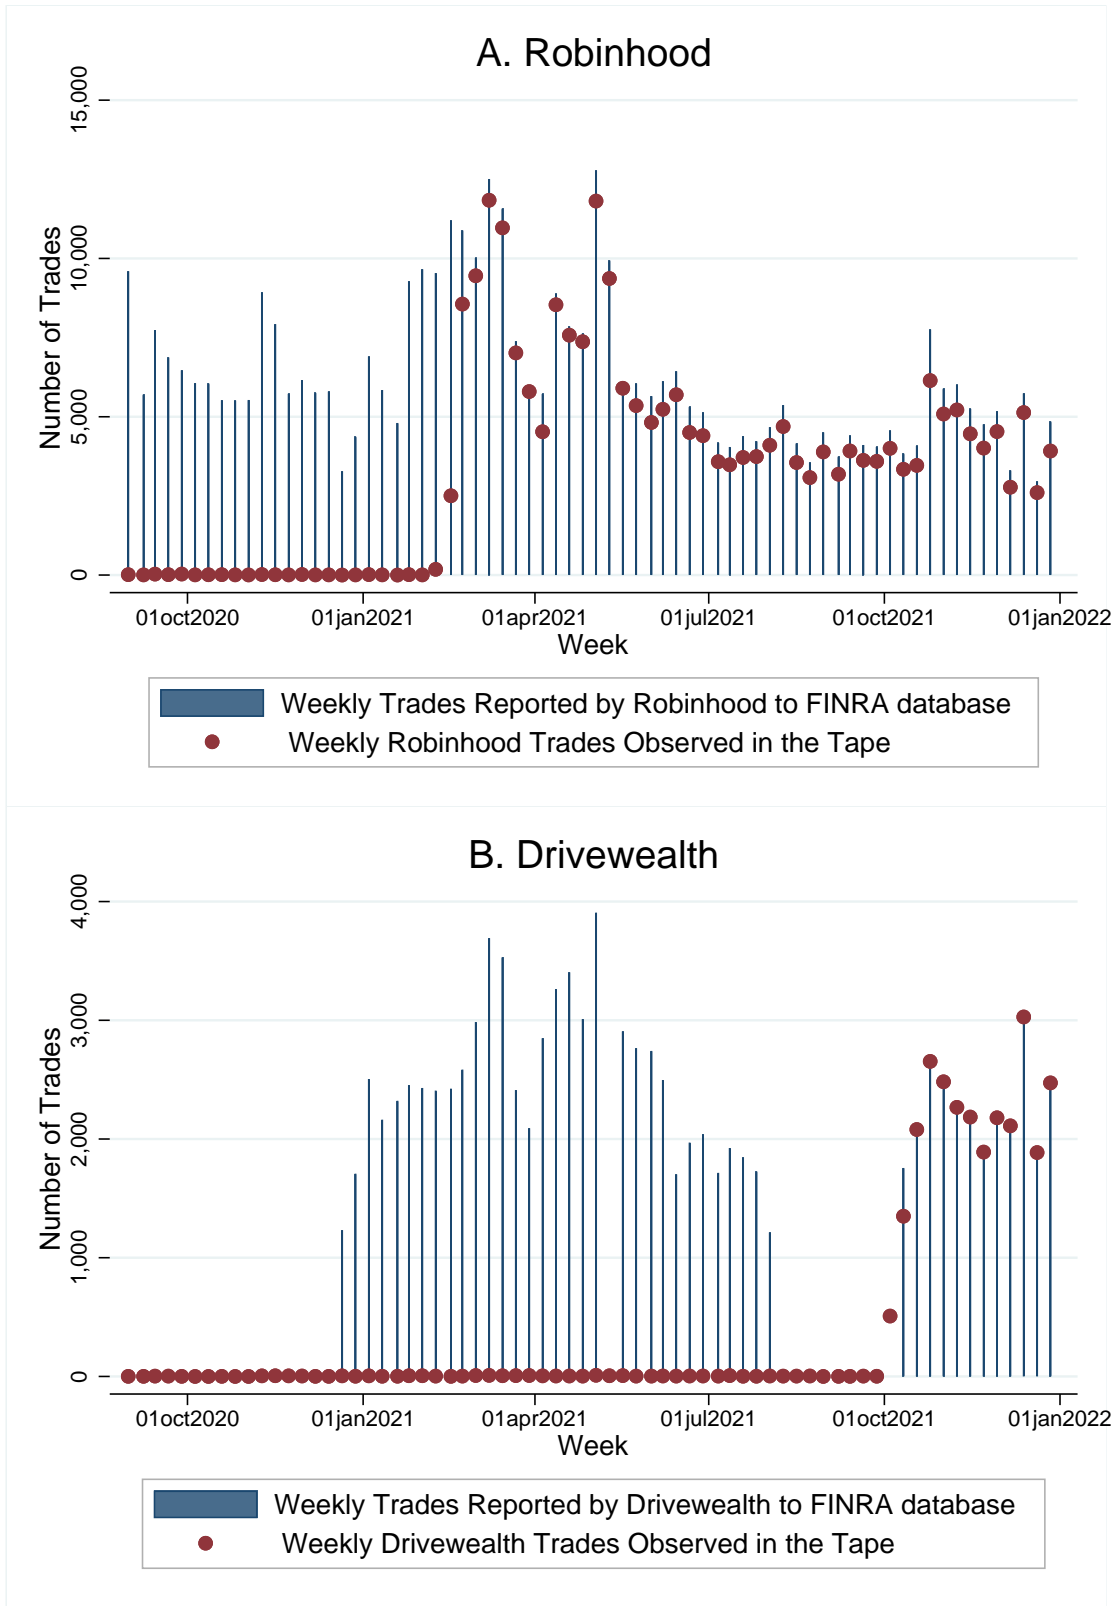 A. Robinhood
15,000
10,000
5,000
0
Number of Trades
01oct2020 01jan2021 01apr2021 01jul2021 01oct2021 01jan2022
Week
Weekly Trades Reported by Robinhood to FINRA database
Weekly Robinhood Trades Observed in the Tape
B. Drivewealth
4,000
3,000
2,000
1,000
0
Number of Trades
01oct2020 01jan2021 01apr2021 01jul2021 01oct2021 01jan2022
Week
Weekly Trades Reported by Drivewealth to FINRA database
Weekly Drivewealth Trades Observed in the Tape